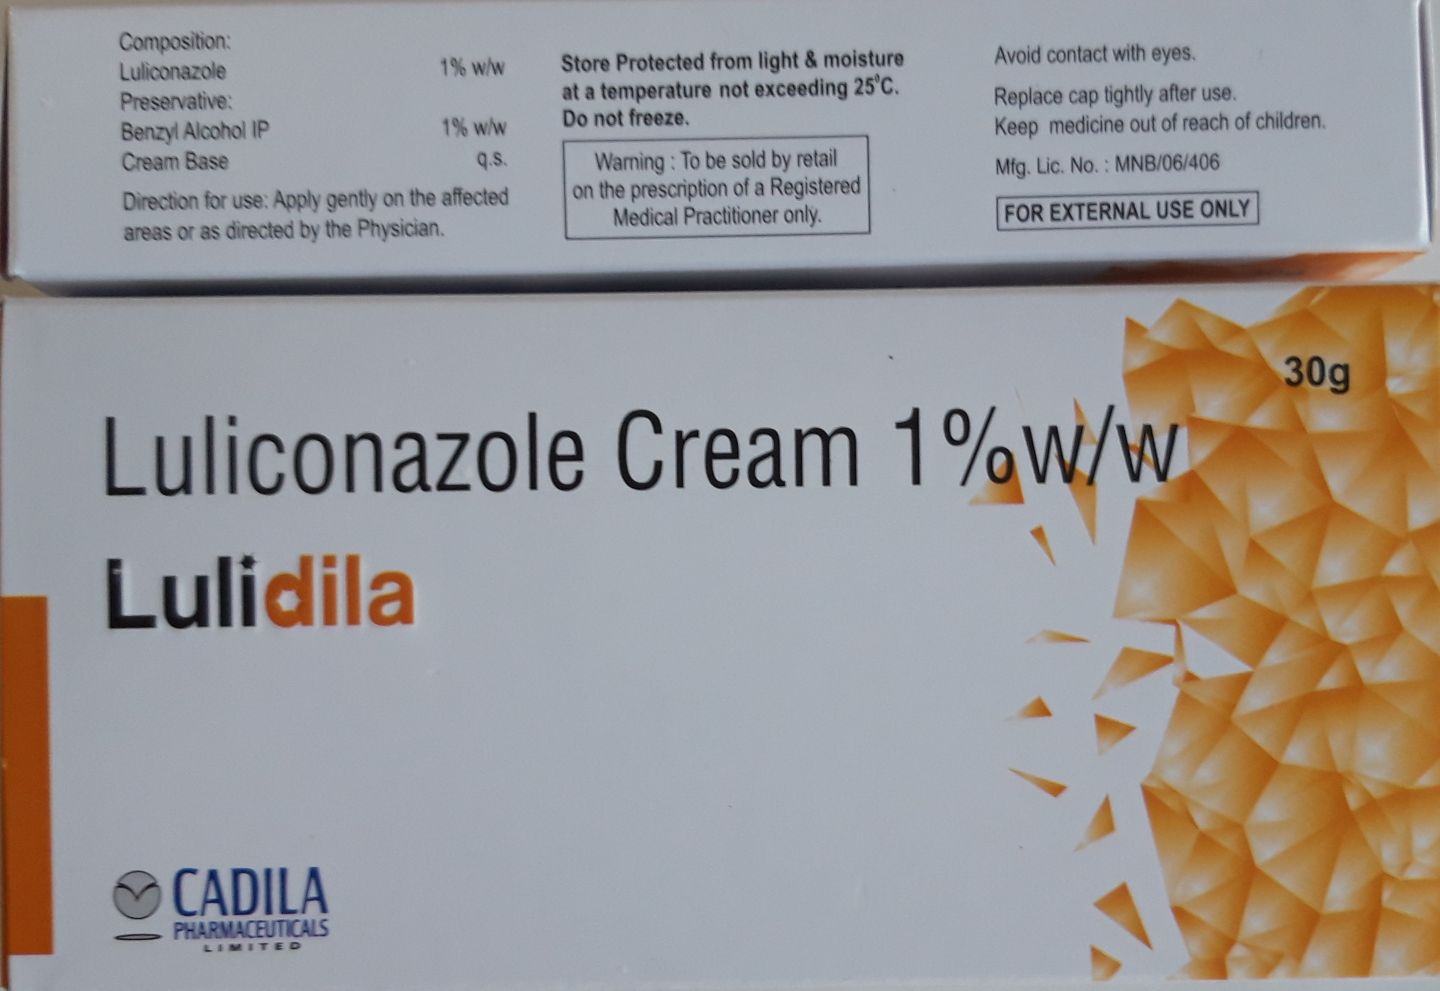 Composition:
Luliconazole 1% w/w
Preservative:
Benzyl Alcohol IP 1% w/w
Cream Base q.s.
Direction for use: Apply gently on the affected
areas or as directed by the Physician.
Store Protected from light & moisture
at a temperature not exceeding 25⁰C.
Do not freeze.
Warning : To be sold by retail
on the prescription of a Registered
Medical Practitioner only.
Avoid contact with eyes.
Replace cap tightly after use.
Keep medicine out of reach of children.
Mfg. Lic. No. : MNB/06/406
FOR EXTERNAL USE ONLY
30g
Luliconazole Cream 1%w/w
Lulidila
CADILA
PHARMACEUTICALS
LIMITED